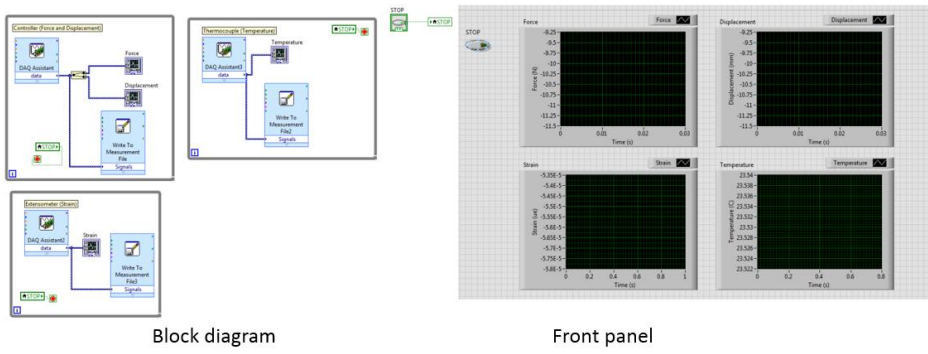 Controller (Force and Displacement)
DAQ Assistant
data
Force
Displacement
Write To
Measurement
File
Signals
STOP
i
Thermocouple (Temperature)
STOP
DAQ Assistant3
data
Temperature
Write To
Measurement
File2
Signals
i
STOP
TF
STOP
Extensometer (Strain)
DAQ Assistant2
data
Strain
Write To
Measurement
File3
Signals
STOP
i
Block diagram
STOP
Force
Force
Force (N)
-9.25
-9.5
-9.75
-10
-10.25
-10.5
-10.75
-11
-11.25
-11.5
0 0.01 0.02 0.03
Time (s)
Displacement
Displacement
Displacement (mm)
-9.25
-9.5
-9.75
-10
-10.25
-10.5
-10.75
-11
-11.25
-11.5
0 0.01 0.02 0.03
Time (s)
Strain
Strain
Strain (ue)
-5.35E-5
-5.4E-5
-5.45E-5
-5.5E-5
-5.55E-5
-5.6E-5
-5.65E-5
-5.7E-5
-5.75E-5
-5.8E-5
0 0.2 0.4 0.6 0.8 1
Time (s)
Temperature
Temperature
Temperature (C)
23.54
23.538
23.536
23.534
23.532
23.53
23.528
23.526
23.524
23.522
0 0.2 0.4 0.6 0.8
Time (s)
Front panel